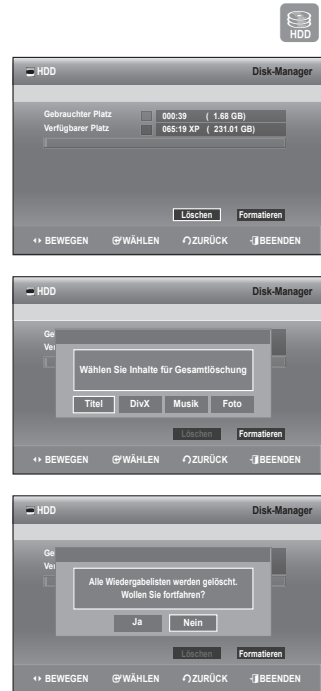 HDD
HDD Disk-Manager
Gebrauchter Platz 000:39 ( 1.68 GB)
Verfügbarer Platz 065:19 XP ( 231.01 GB)
Löschen Formatieren
BEWEGEN WÄHLEN ZURÜCK BEENDEN
HDD Disk-Manager
Ge
Ve
Wählen Sie Inhalte für Gesamtlöschung
Titel DivX Musik Foto
Löschen Formatieren
BEWEGEN WÄHLEN ZURÜCK BEENDEN
HDD Disk-Manager
Ge
Ve
Alle Wiedergabelisten werden gelöscht.
Wollen Sie fortfahren?
Ja Nein
Löschen Formatieren
BEWEGEN WÄHLEN ZURÜCK BEENDEN